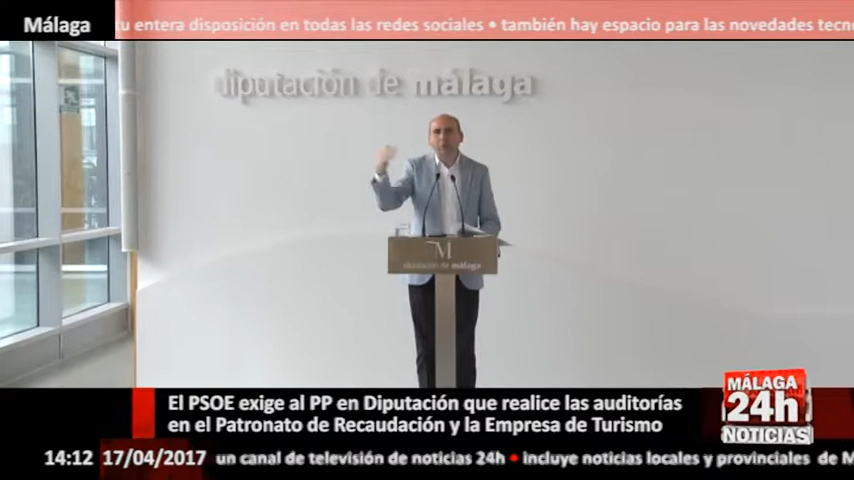 Málaga
tu entera disposición en todas las redes sociales • también hay espacio para las novedades tecno
diputación de málaga
M
diputación de málaga
El PSOE exige al PP en Diputación que realice las auditorías
en el Patronato de Recaudación y la Empresa de Turismo
MÁLAGA
24h
NOTICIAS
14:12 17/04/2017 un canal de televisión de noticias 24h • incluye noticias locales y provinciales de M